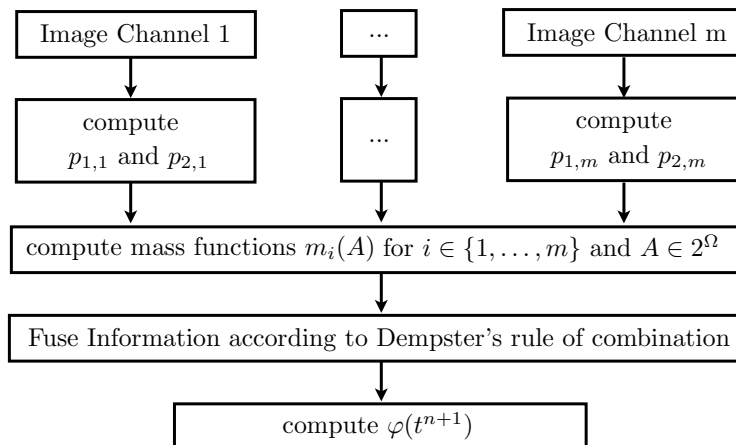 Image Channel 1
...
Image Channel m
compute
p_{1,1} and p_{2,1}
...
compute
p_{1,m} and p_{2,m}
compute mass functions m_i(A) for i ∈ {1, . . . , m} and A ∈ 2^Ω
Fuse Information according to Dempster's rule of combination
compute φ(t^{n+1})